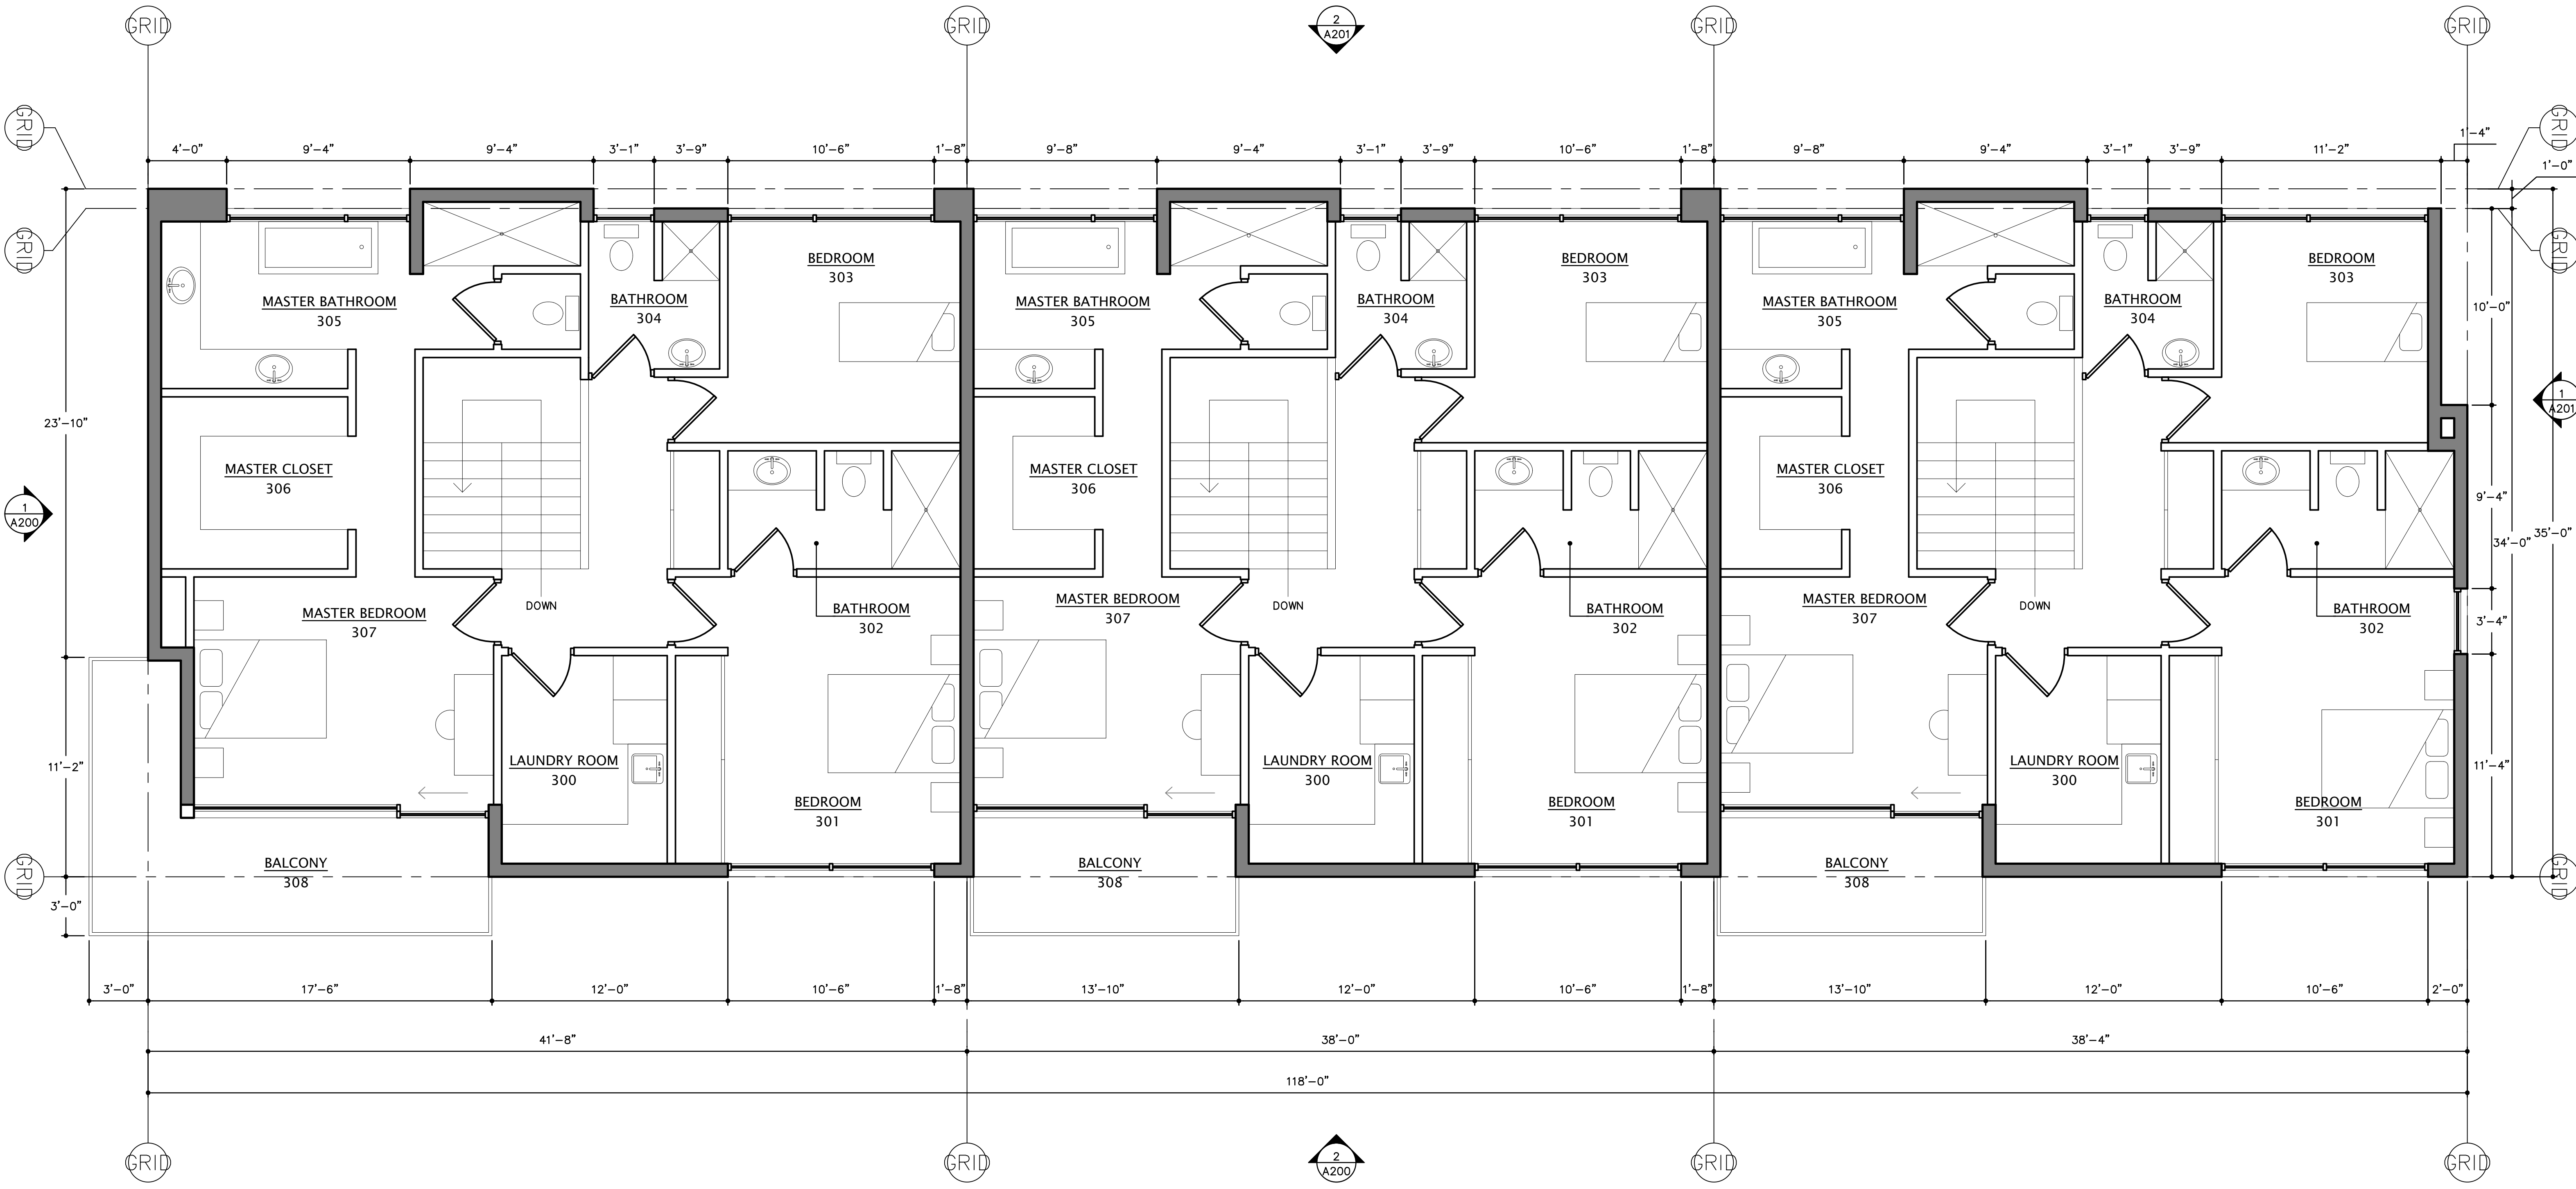 GRID
GRID
2
A201
GRID
GRID
GRID
GRID
4'-0"
9'-4"
9'-4"
3'-1"
3'-9"
10'-6"
1'-8"
9'-8"
9'-4"
3'-1"
3'-9"
10'-6"
1'-8"
9'-8"
9'-4"
3'-1"
3'-9"
11'-2"
1'-4"
1'-0"
GRID
GRID
BEDROOM
303
MASTER BATHROOM
305
BATHROOM
304
BEDROOM
303
MASTER BATHROOM
305
BATHROOM
304
BEDROOM
303
MASTER BATHROOM
305
BATHROOM
304
10'-0"
23'-10"
1
A201
MASTER CLOSET
306
MASTER CLOSET
306
MASTER CLOSET
306
1
A200
9'-4"
34'-0"
35'-0"
MASTER BEDROOM
307
DOWN
BATHROOM
302
MASTER BEDROOM
307
DOWN
BATHROOM
302
MASTER BEDROOM
307
DOWN
BATHROOM
302
3'-4"
11'-2"
LAUNDRY ROOM
300
BEDROOM
301
LAUNDRY ROOM
300
BEDROOM
301
LAUNDRY ROOM
300
BEDROOM
301
11'-4"
GRID
BALCONY
308
BALCONY
308
BALCONY
308
GRID
3'-0"
3'-0"
17'-6"
12'-0"
10'-6"
1'-8"
13'-10"
12'-0"
10'-6"
1'-8"
13'-10"
12'-0"
10'-6"
2'-0"
41'-8"
38'-0"
38'-4"
118'-0"
GRID
GRID
2
A200
GRID
GRID